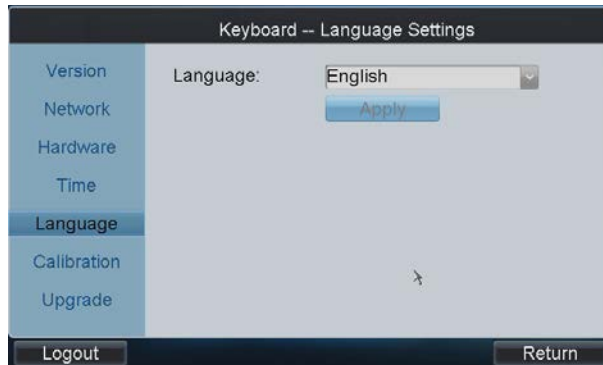 Keyboard -- Language Settings
Version
Network
Hardware
Time
Language
Calibration
Upgrade
Language: English
Apply
Logout
Return